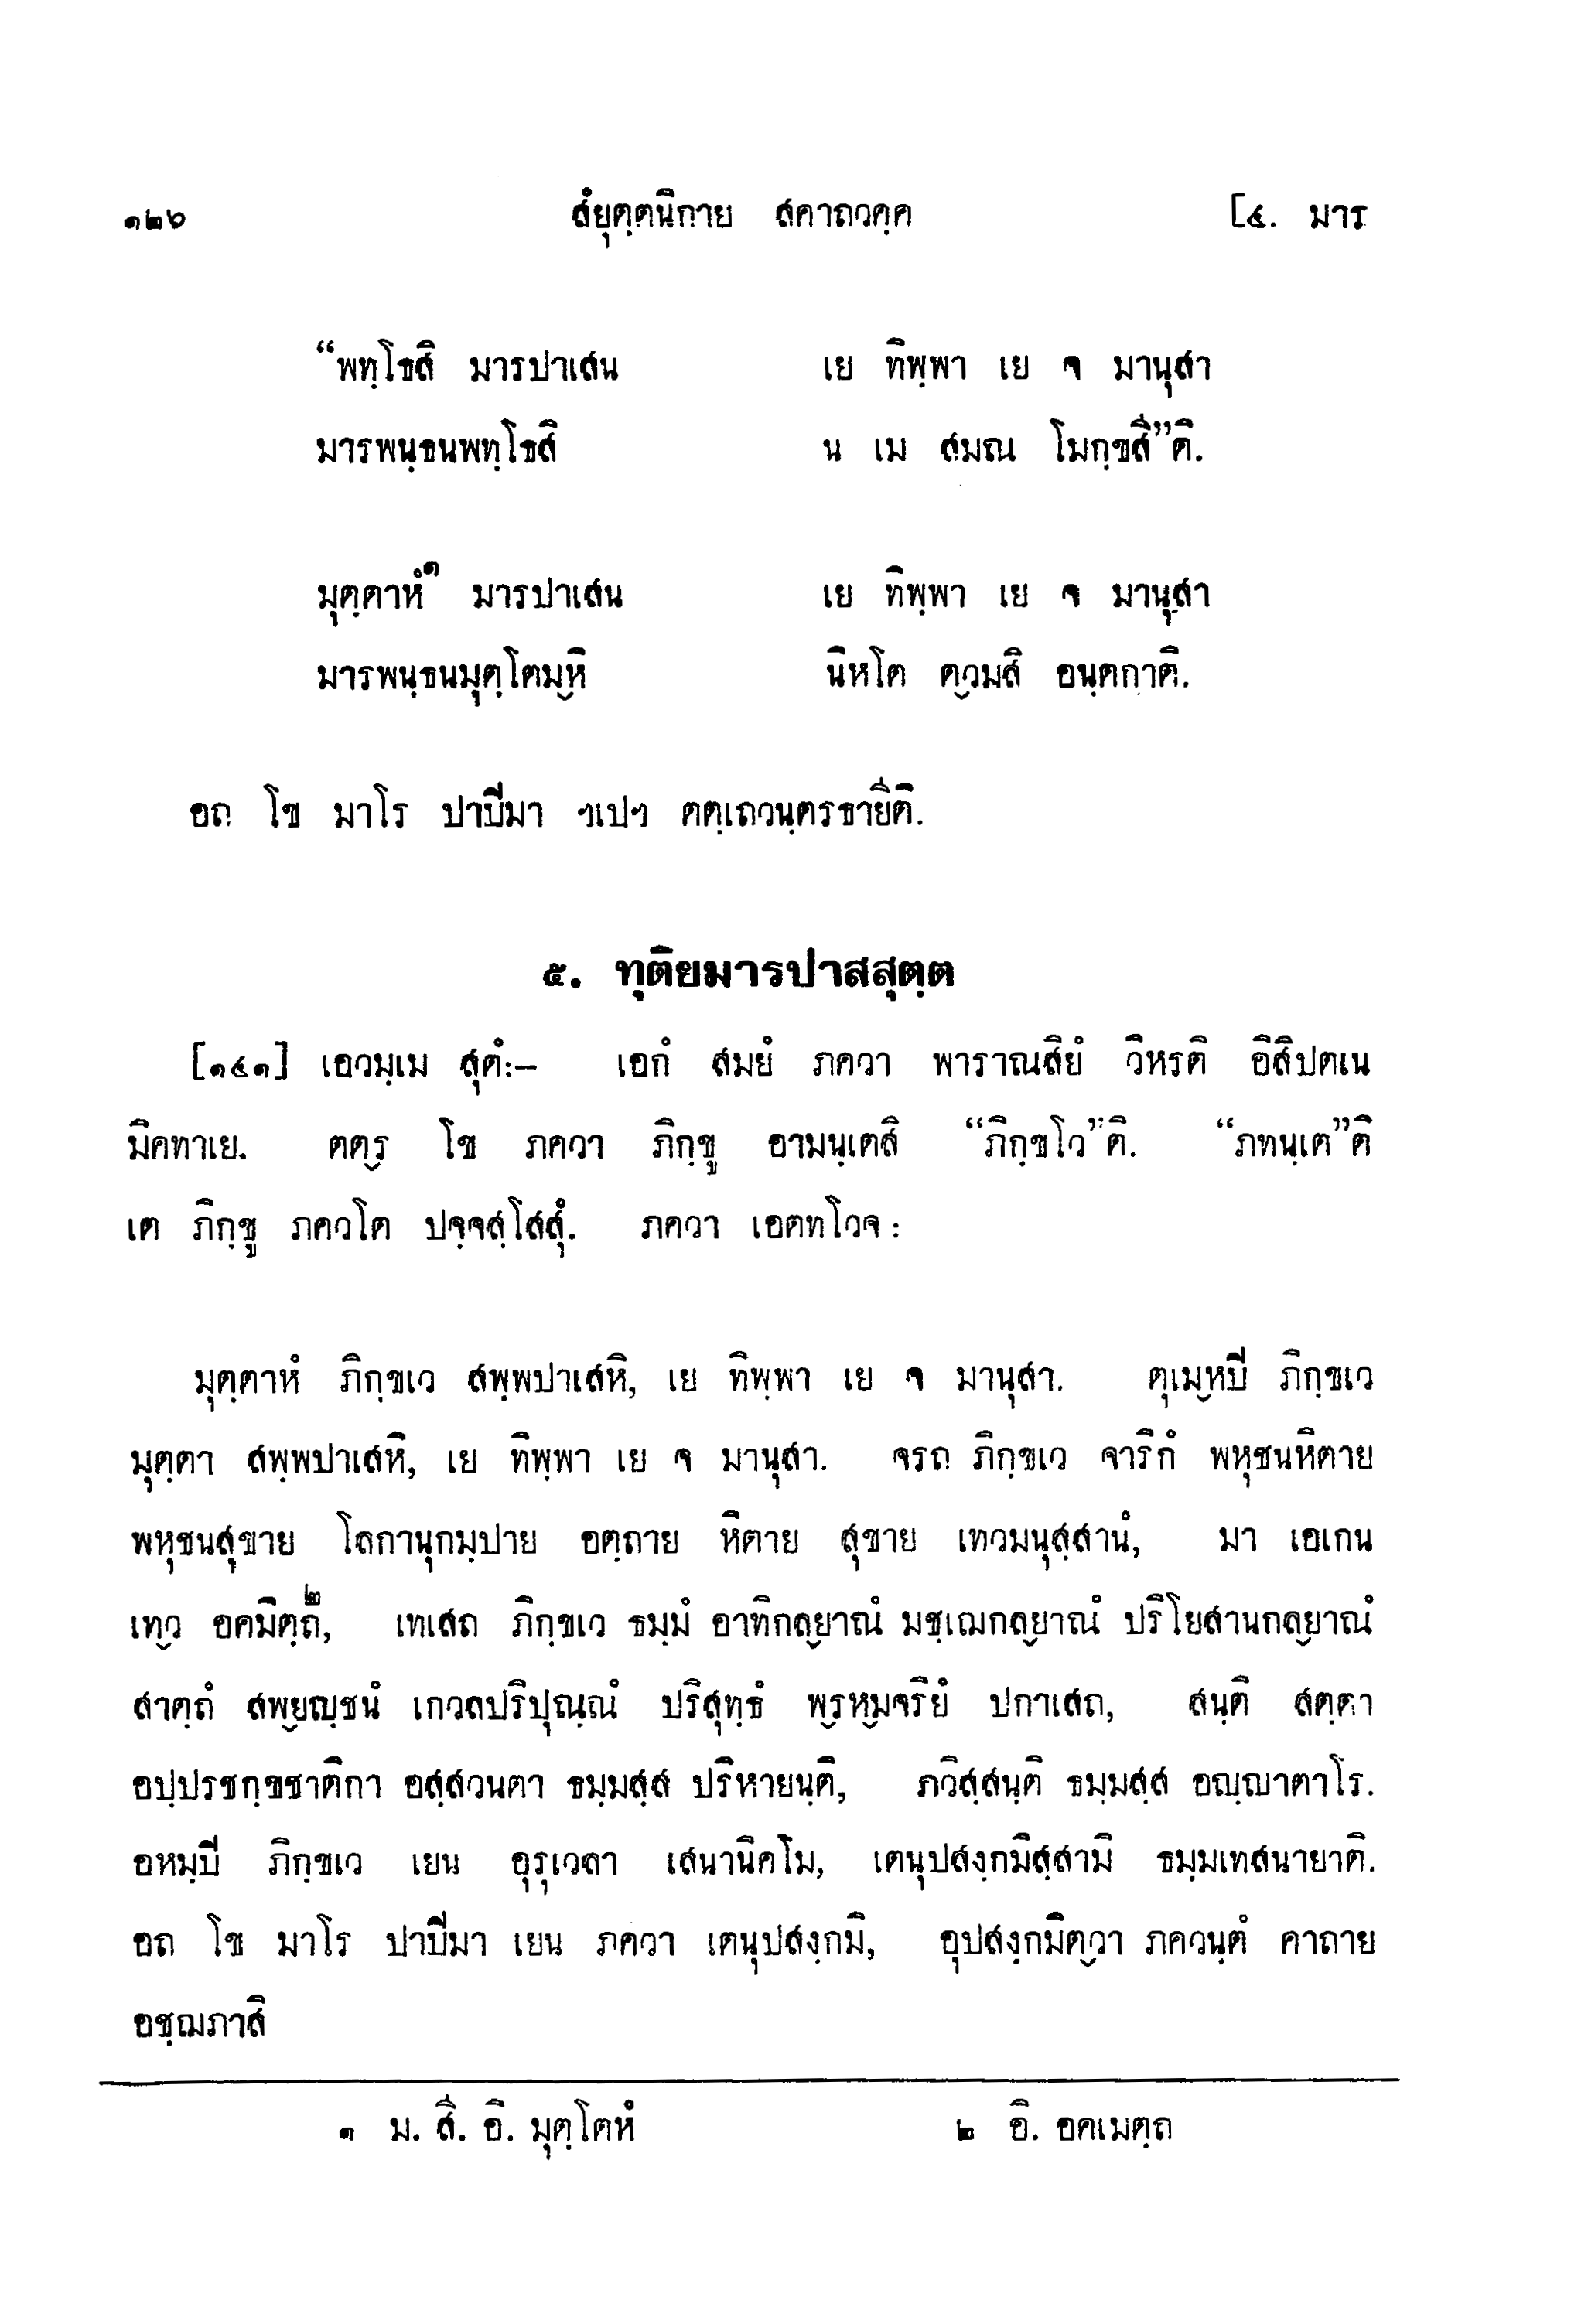 ๑๒๖ สํยุตฺตนิกาย สคาถวคฺค [๔. มาร
“พทฺโธสิ มารปาเสน เย ทิพฺพา เย จ มานุสา
มารพนฺธนพทฺโธสิ น เม สมณ โมกฺขสี”ติ.
มุตฺตาหํ๑ มารปาเสน เย ทิพฺพา เย จ มานุสา
มารพนฺธนมุตฺโตมฺหิ นิหโต ตฺวมสิ อนฺตกาติ.
อถ โข มาโร ปาปิมา ฯเปฯ ตตฺเถวนฺตรธายีติ.
๕. ทุติยมารปาสสุตฺต
[๑๔๑] เอวมฺเม สุตํ:– เอกํ สมยํ ภควา พาราณสิยํ วิหรติ อิสิปตเน
มิคทาเย. ตตฺร โข ภควา ภิกฺขู อามนฺเตสิ “ภิกฺขโว”ติ. “ภทนฺเต”ติ
เต ภิกฺขู ภควโต ปจฺจสฺโสสุํ. ภควา เอตทโวจ :
มุตฺตาหํ ภิกฺขเว สพฺพปาเสหิ, เย ทิพฺพา เย จ มานุสา. ตุเมฺหปิ ภิกฺขเว
มุตฺตา สพฺพปาเสหิ, เย ทิพฺพา เย จ มานุสา. จรถ ภิกฺขเว จาริกํ พหุชนหิตาย
พหุชนสุขาย โลกานุกมฺปาย อตฺถาย หิตาย สุขาย เทวมนุสฺสานํ, มา เอเกน
เทฺว อคมิตฺถ๒, เทเสถ ภิกฺขเว ธมฺมํ อาทิกลฺยาณํ มชฺเฌกลฺยาณํ ปริโยสานกลฺยาณํ
สาตฺถํ สพฺยญฺชนํ เกวลปริปุณฺณํ ปริสุทฺธํ พฺรหฺมจริยํ ปกาเสถ, สนฺติ สตฺตา
อปฺปรชกฺขชาติกา อสฺสวนตา ธมฺมสฺส ปริหายนฺติ, ภวิสฺสนฺติ ธมฺมสฺส อญฺญาตาโร.
อหมฺปิ ภิกฺขเว เยน อุรุเวลา เสนานิคโม, เตนุปสงฺกมิสฺสามิ ธมฺมเทสนายาติ.
อถ โข มาโร ปาปิมา เยน ภควา เตนุปสงฺกมิ, อุปสงฺกมิตฺวา ภควนฺตํ คาถาย
อชฺฌภาสิ
๑ ม. สี. อิ. มุตฺโตหํ ๒ อิ. อคเมตฺถ